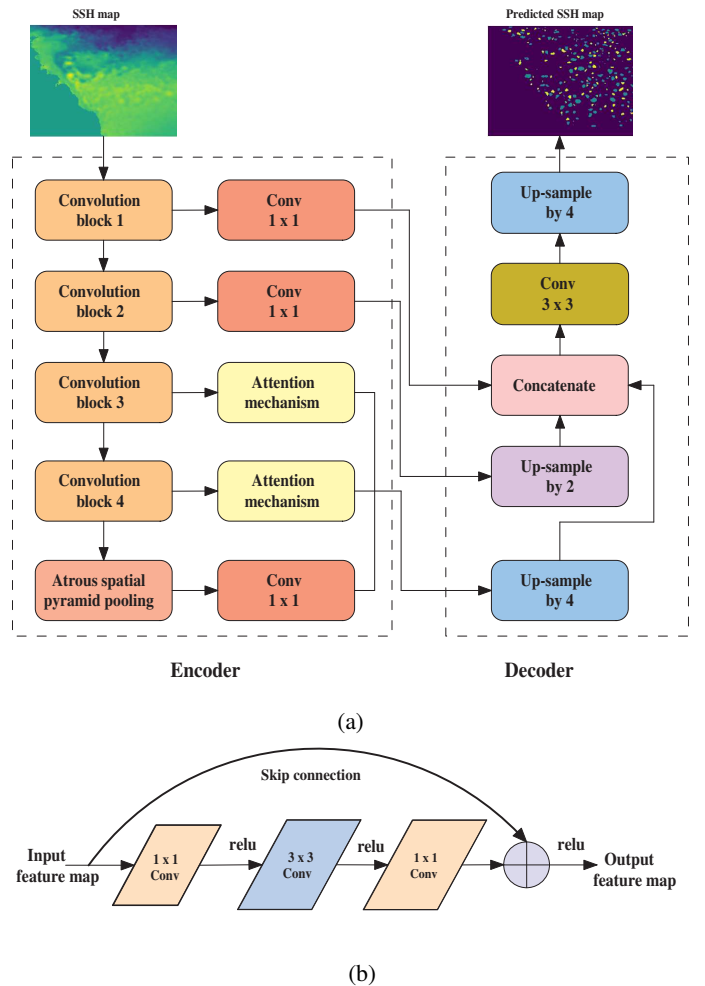 SSH map
Predicted SSH map
Convolution
block 1
Conv
1 x 1
Up-sample
by 4
Convolution
block 2
Conv
1 x 1
Conv
3 x 3
Convolution
block 3
Attention
mechanism
Concatenate
Convolution
block 4
Attention
mechanism
Up-sample
by 2
Atrous spatial
pyramid pooling
Conv
1 x 1
Up-sample
by 4
Encoder
Decoder
(a)
Skip connection
Input
feature map
1 x 1
Conv
relu
3 x 3
Conv
relu
1 x 1
Conv
relu
Output
feature map
(b)